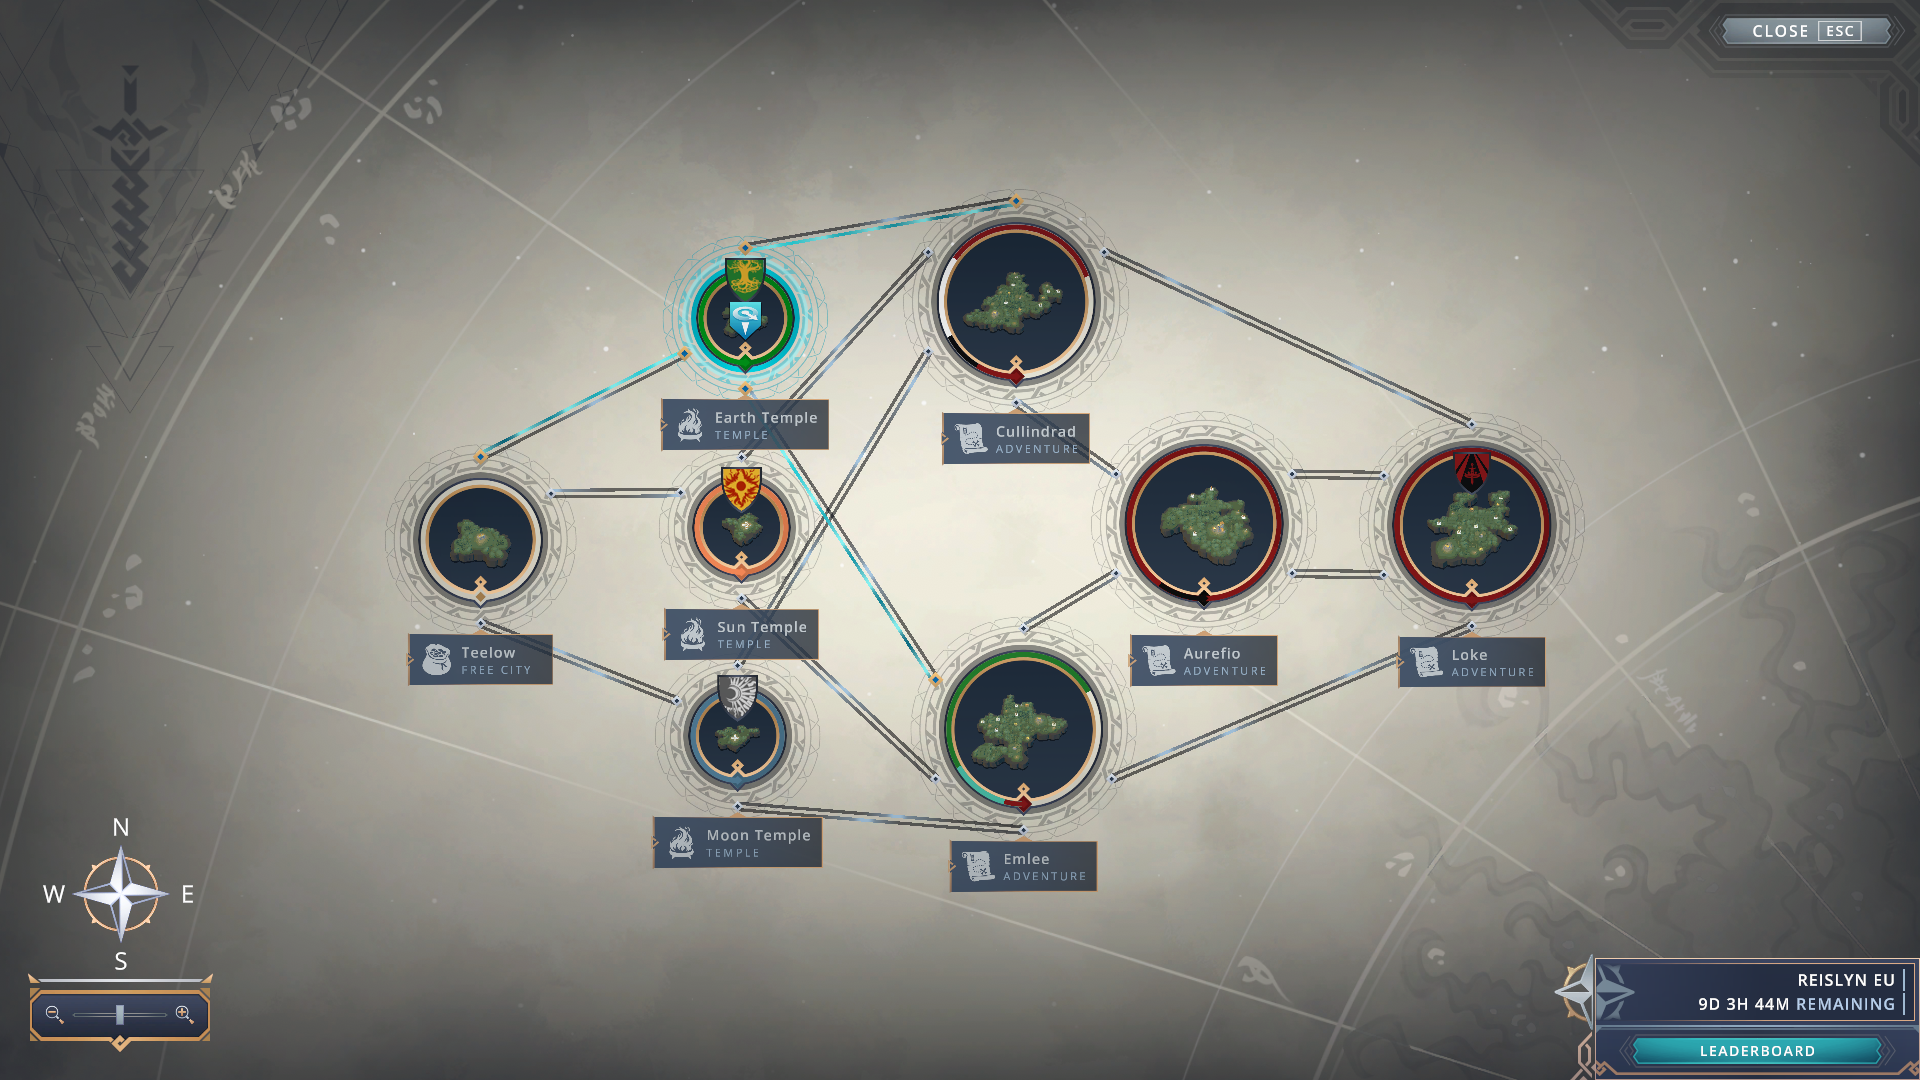 CLOSE ESC
Earth Temple
TEMPLE
Cullindrad
ADVENTURE
Sun Temple
TEMPLE
Teelow
FREE CITY
Aurefio
ADVENTURE
Loke
ADVENTURE
Moon Temple
TEMPLE
Emlee
ADVENTURE
N
W
E
S
REISLYN EU
9D 3H 44M REMAINING
LEADERBOARD